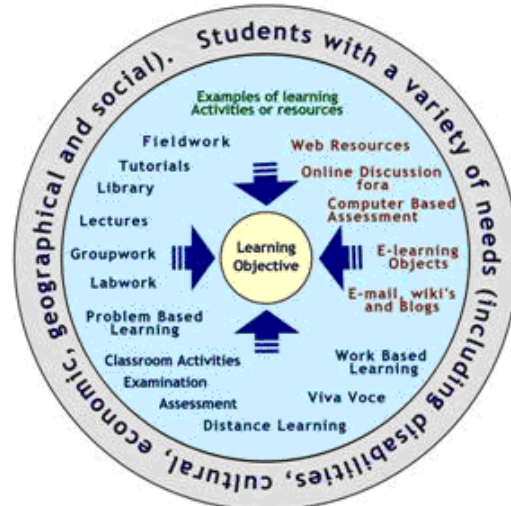 Students with a variety of needs (including disabilities, cultural, economic, geographical and social).
Examples of learning
Activities or resources
Fieldwork
Tutorials
Library
Lectures
Groupwork
Labwork
Problem Based
Learning
Classroom Activities
Examination
Assessment
Distance Learning
Viva Voce
Work Based
Learning
Web Resources
Online Discussion
fora
Computer Based
Assessment
E-learning
Objects
E-mail, wiki's
and Blogs
Learning
Objective